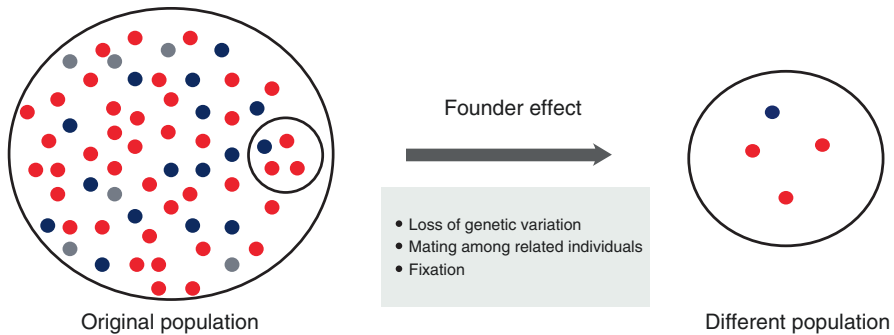 Founder effect
• Loss of genetic variation
• Mating among related individuals
• Fixation
Original population
Different population